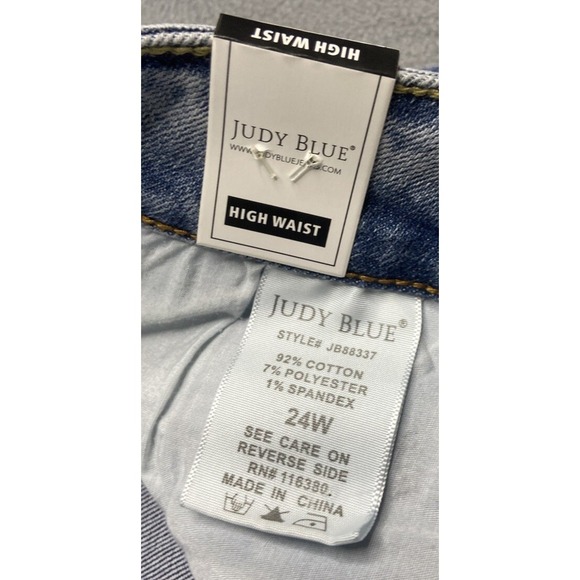 HIGH WAIST
JUDY BLUE®
HIGH WAIST
JUDY BLUE®
STYLE# JB88337
92% COTTON
7% POLYESTER
1% SPANDEX
24W
SEE CARE ON
REVERSE SIDE
RN# 116380.
MADE IN CHINA